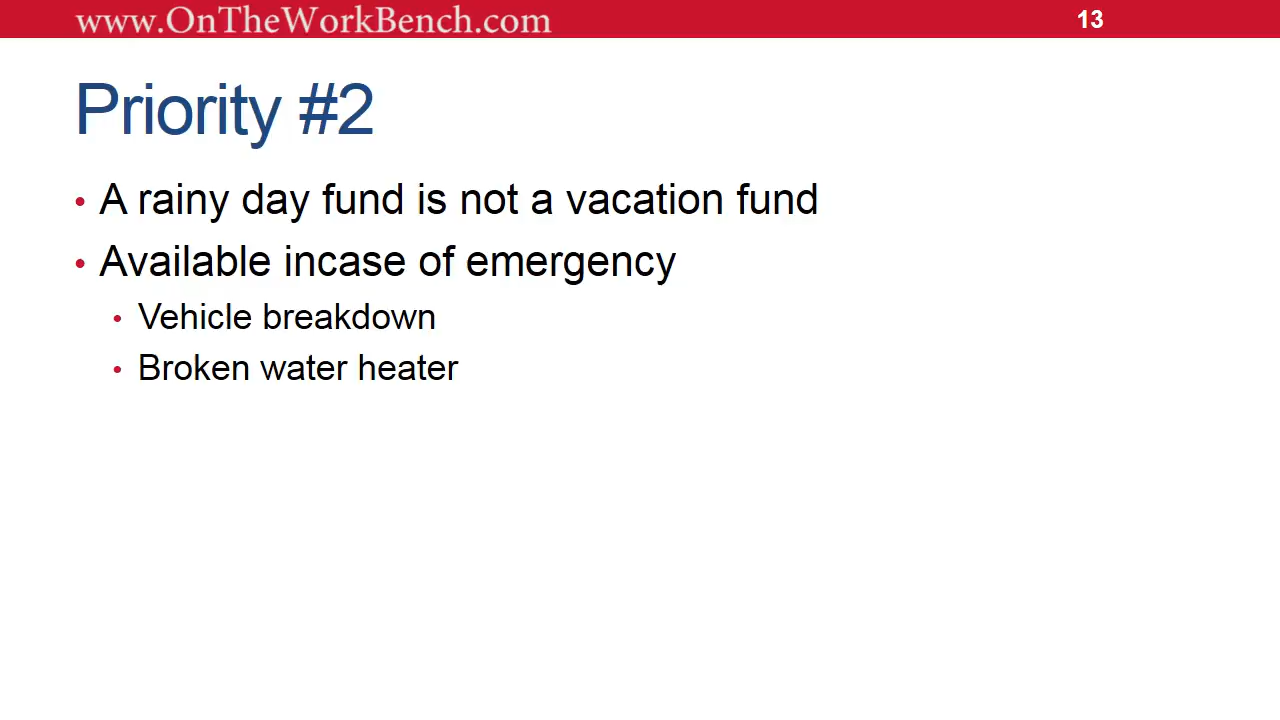 www.OnTheWorkBench.com
13
Priority #2
• A rainy day fund is not a vacation fund
• Available incase of emergency
• Vehicle breakdown
• Broken water heater